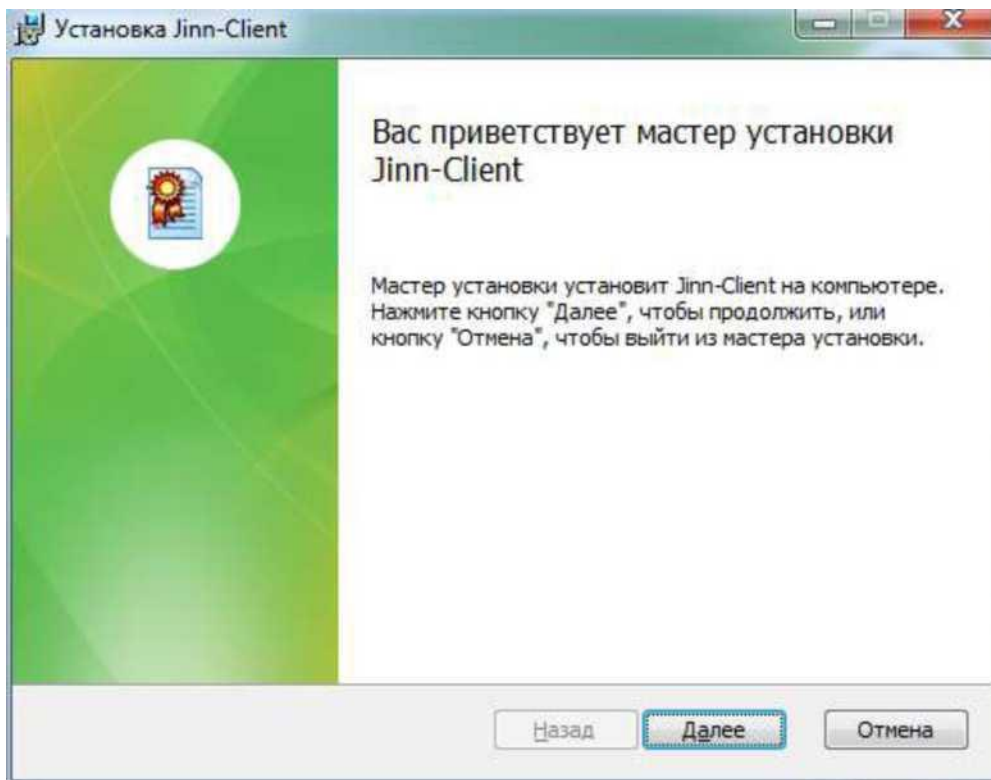 Установка Jinn-Client
Вас приветствует мастер установки
Jinn-Client
Мастер установки установит Jinn-Client на компьютере.
Нажмите кнопку "Далее", чтобы продолжить, или
кнопку "Отмена", чтобы выйти из мастера установки.
Назад Далее Отмена